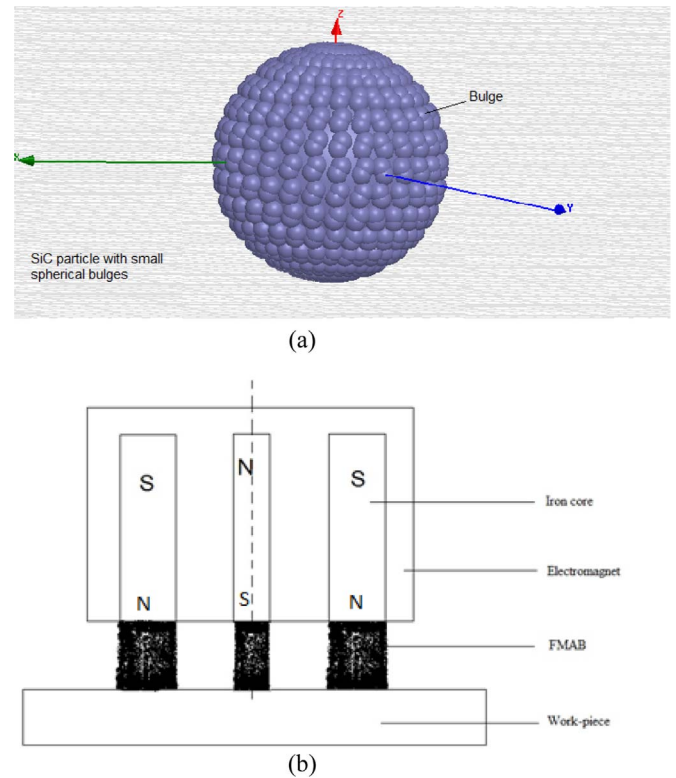 Z
Bulge
X
Y
SiC particle with small
spherical bulges
(a)
S
N
S
Iron core
N
S
N
Electromagnet
FMAB
Work-piece
(b)